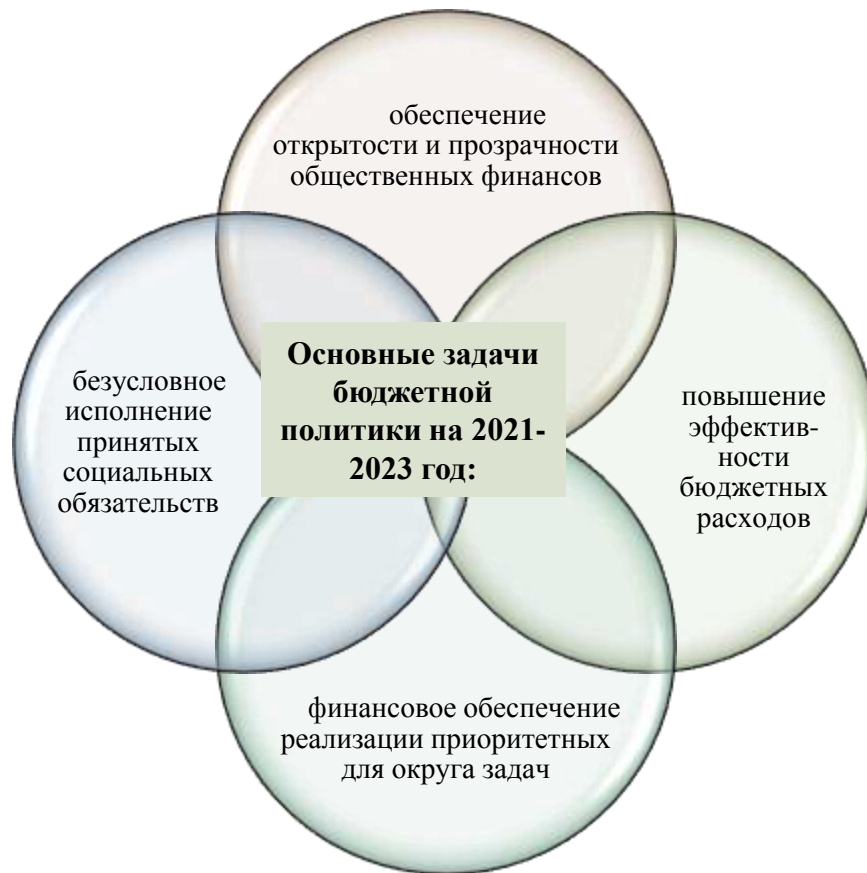 обеспечение
открытости и прозрачности
общественных финансов
Основные задачи
бюджетной
политики на 2021-
2023 год:
безусловное
исполнение
принятых
социальных
обязательств
повышение
эффектив-
ности
бюджетных
расходов
финансовое обеспечение
реализации приоритетных
для округа задач